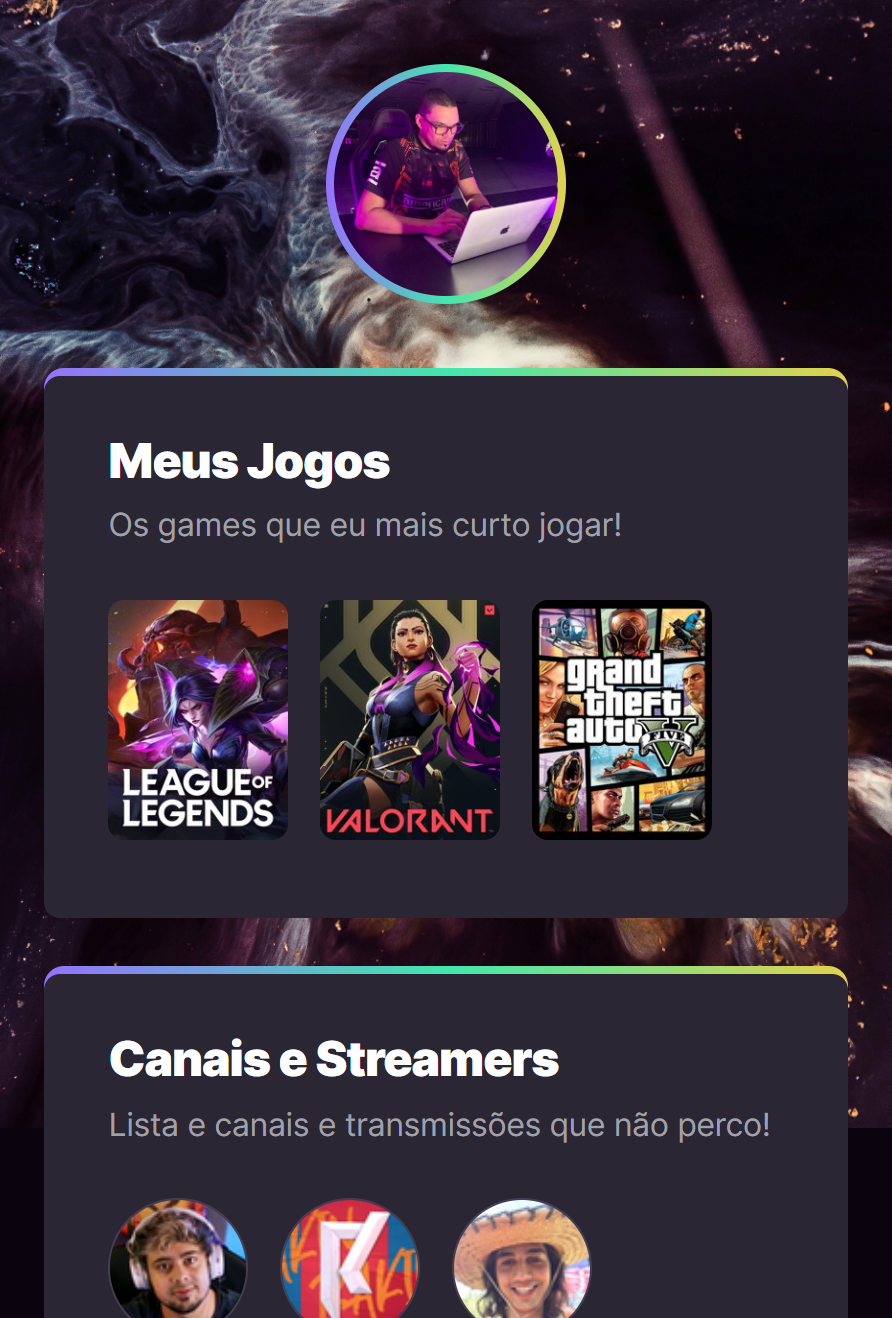 americanas
Meus Jogos
Os games que eu mais curto jogar!
LEAGUE OF
LEGENDS
VALORANT
grand
theft
auto
FIVE
Canais e Streamers
Lista e canais e transmissões que não perco!